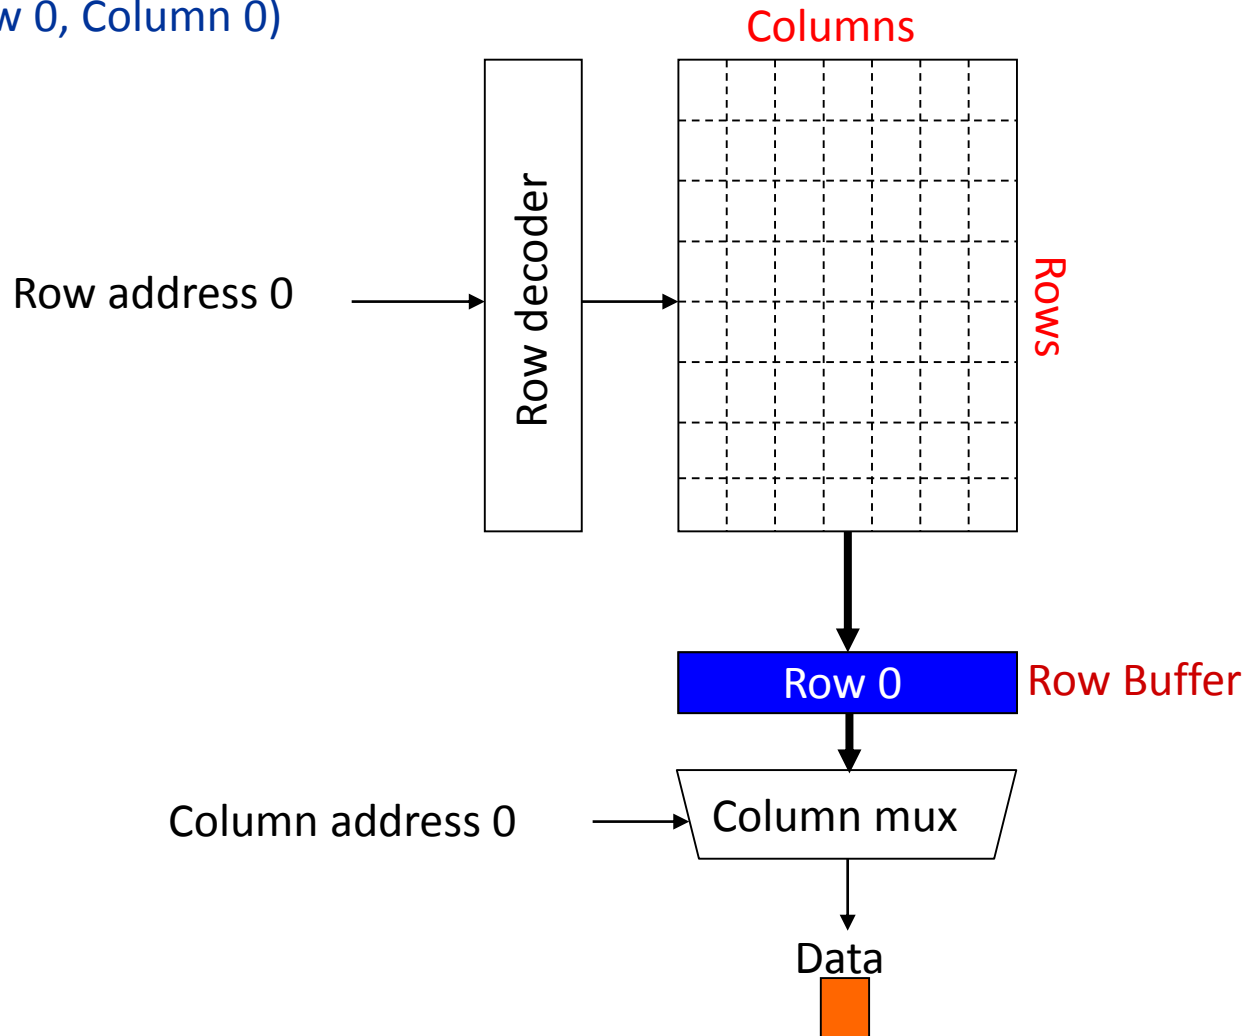 w 0, Column 0)
Columns
Row decoder
Rows
Row address 0
Row 0
Row Buffer
Column address 0
Column mux
Data